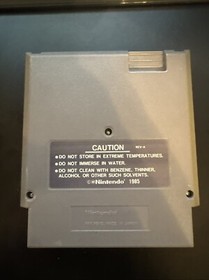 CAUTION
• DO NOT STORE IN EXTREME TEMPERATURES.
• DO NOT IMMERSE IN WATER.
• DO NOT CLEAN WITH BENZENE, THINNER,
ALCOHOL OR OTHER SUCH SOLVENTS.
©Nintendo 1985